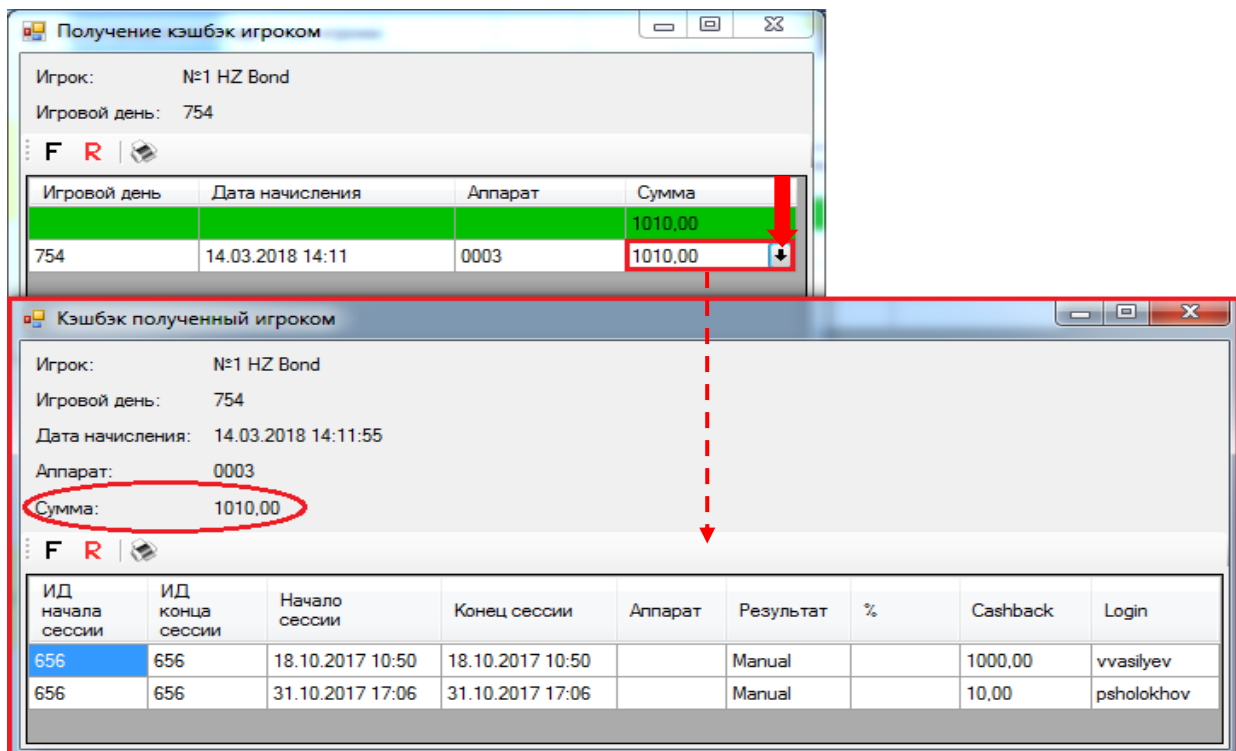 Получение кэшбэк игроком
Игрок: №1 HZ Bond
Игровой день: 754
F R
Игровой день Дата начисления Аппарат Сумма
1010,00
754 14.03.2018 14:11 0003 1010,00
Кэшбэк полученный игроком
Игрок: №1 HZ Bond
Игровой день: 754
Дата начисления: 14.03.2018 14:11:55
Аппарат: 0003
Сумма: 1010,00
F R
ИД начала сессии ИД конца сессии Начало сессии Конец сессии Аппарат Результат % Cashback Login
656 656 18.10.2017 10:50 18.10.2017 10:50 Manual 1000,00 vvasilyev
656 656 31.10.2017 17:06 31.10.2017 17:06 Manual 10,00 psholokhov